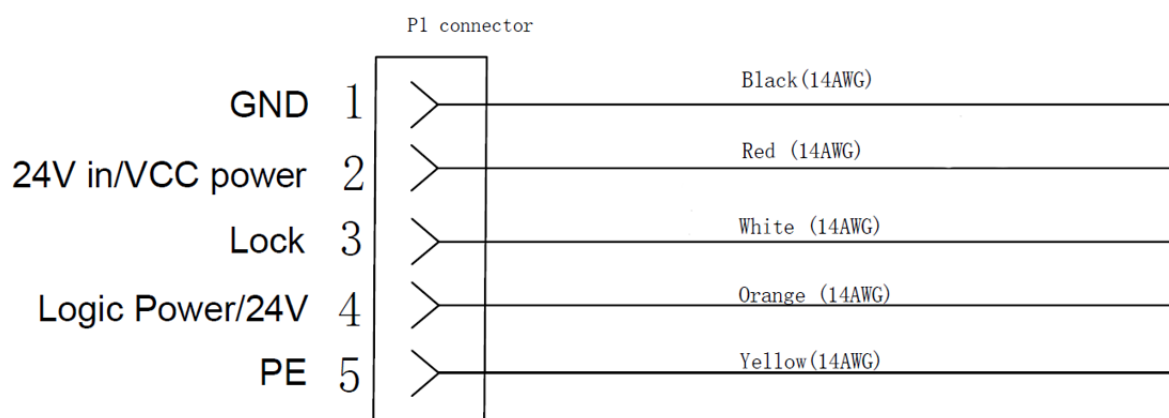 P1 connector
GND 1 Black(14AWG)
24V in/VCC power 2 Red (14AWG)
Lock 3 White (14AWG)
Logic Power/24V 4 Orange (14AWG)
PE 5 Yellow(14AWG)